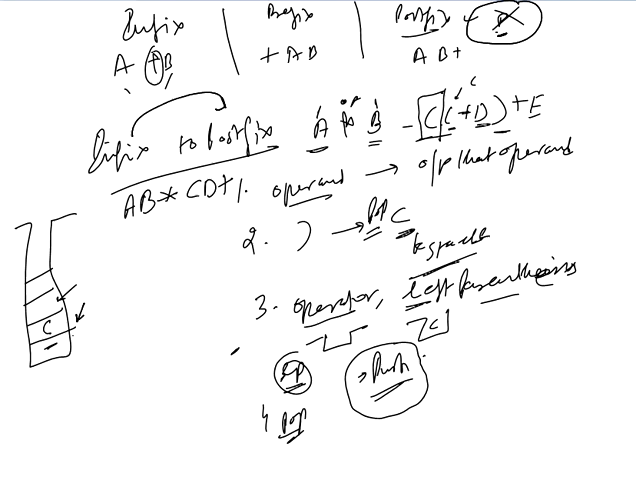 Infix | Prefix | Postfix -
A + B | + A B | A B +
Infix to Postfix A * B - (C + D) + E
AB* CD+ 1. operand → o/p that operand
2. ) → pop (
3. operator, left Parenthesis
→ Push
4 pop
C
-